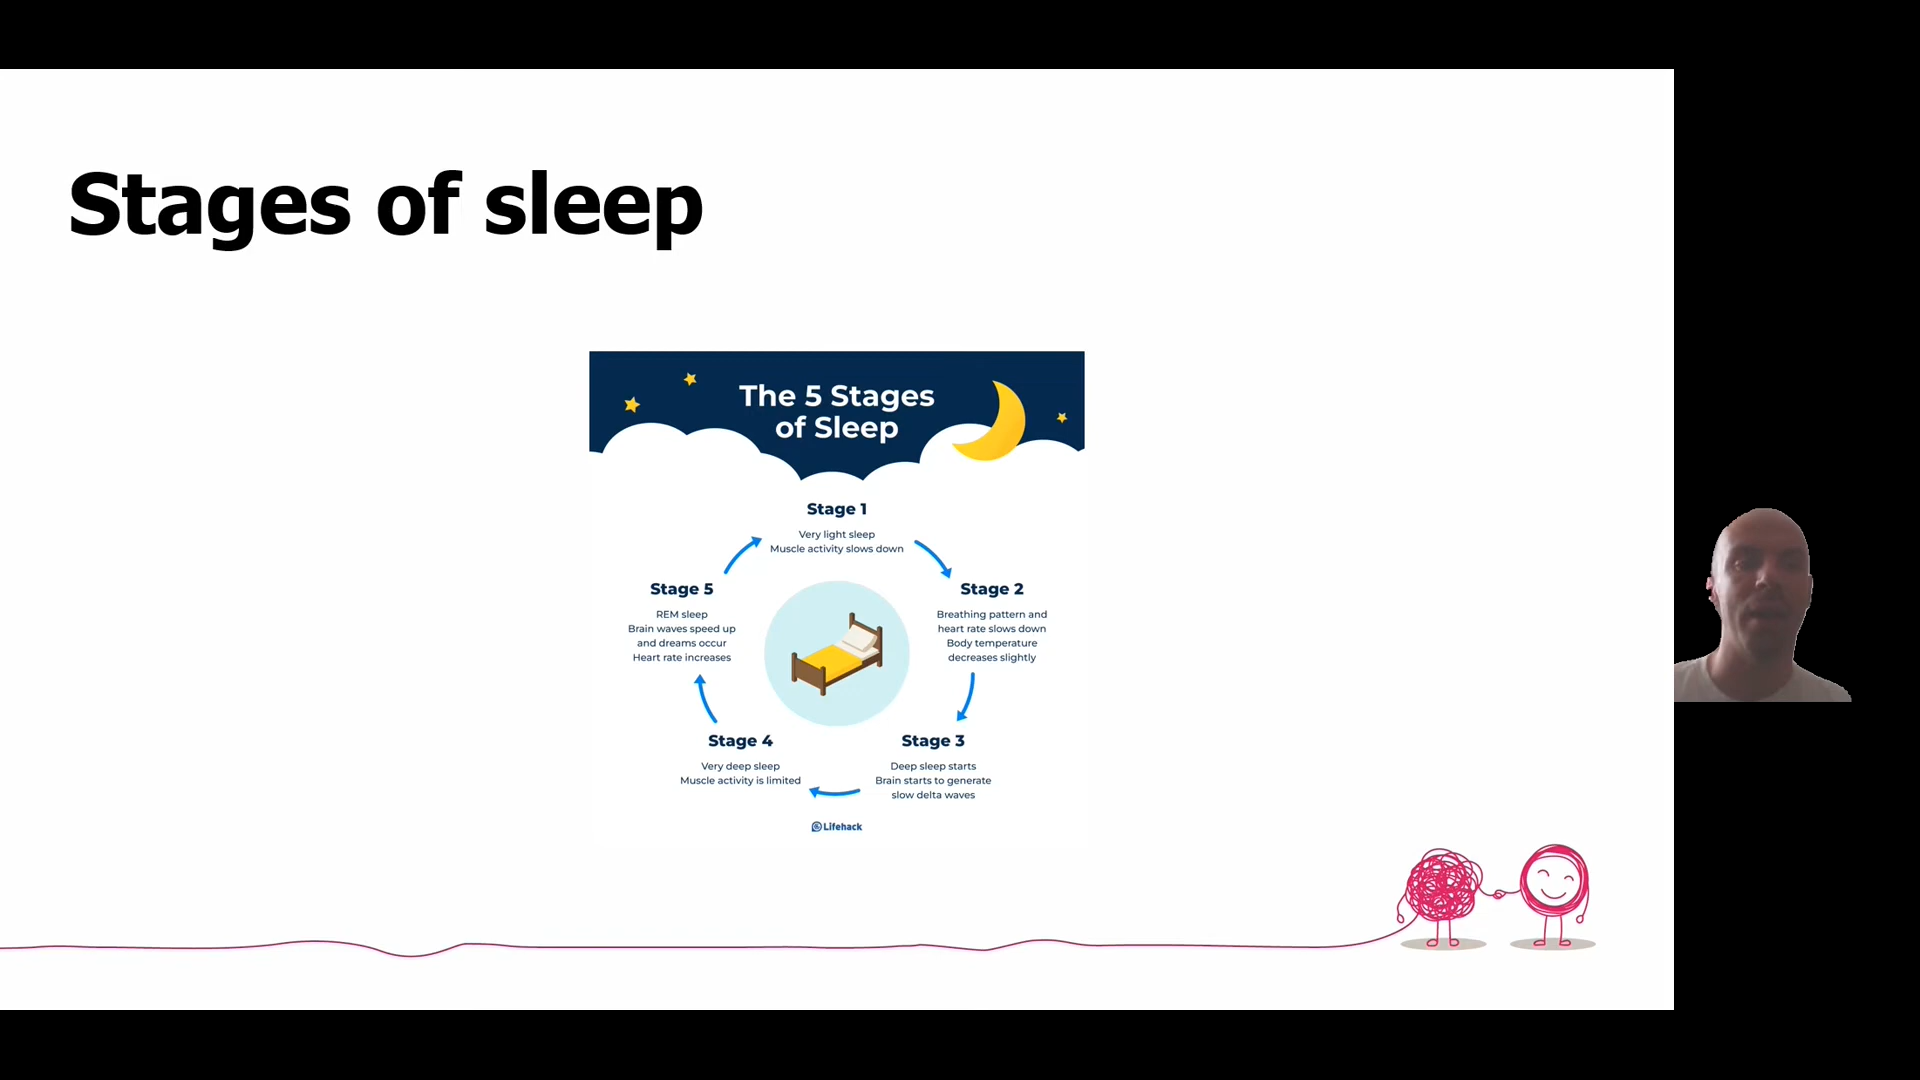 Stages of sleep
The 5 Stages
of Sleep
Stage 1
Very light sleep
Muscle activity slows down
Stage 2
Breathing pattern and
heart rate slows down
Body temperature
decreases slightly
Stage 3
Deep sleep starts
Brain starts to generate
slow delta waves
Stage 4
Very deep sleep
Muscle activity is limited
Stage 5
REM sleep
Brain waves speed up
and dreams occur
Heart rate increases
Lifehack